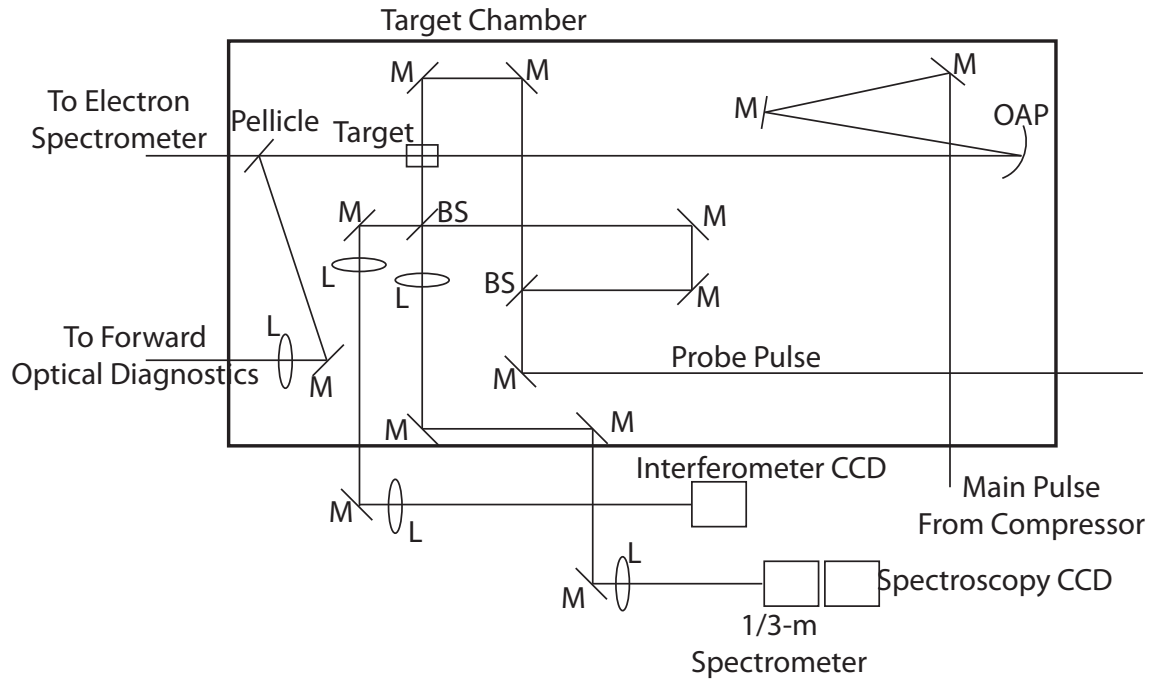 Target Chamber
M
M
M
M
OAP
To Electron
Spectrometer
Pellicle
Target
M
BS
M
L
L
BS
M
To Forward
Optical Diagnostics
L
M
M
Probe Pulse
M
M
Interferometer CCD
M
L
Main Pulse
From Compressor
L
M
Spectroscopy CCD
1/3-m
Spectrometer